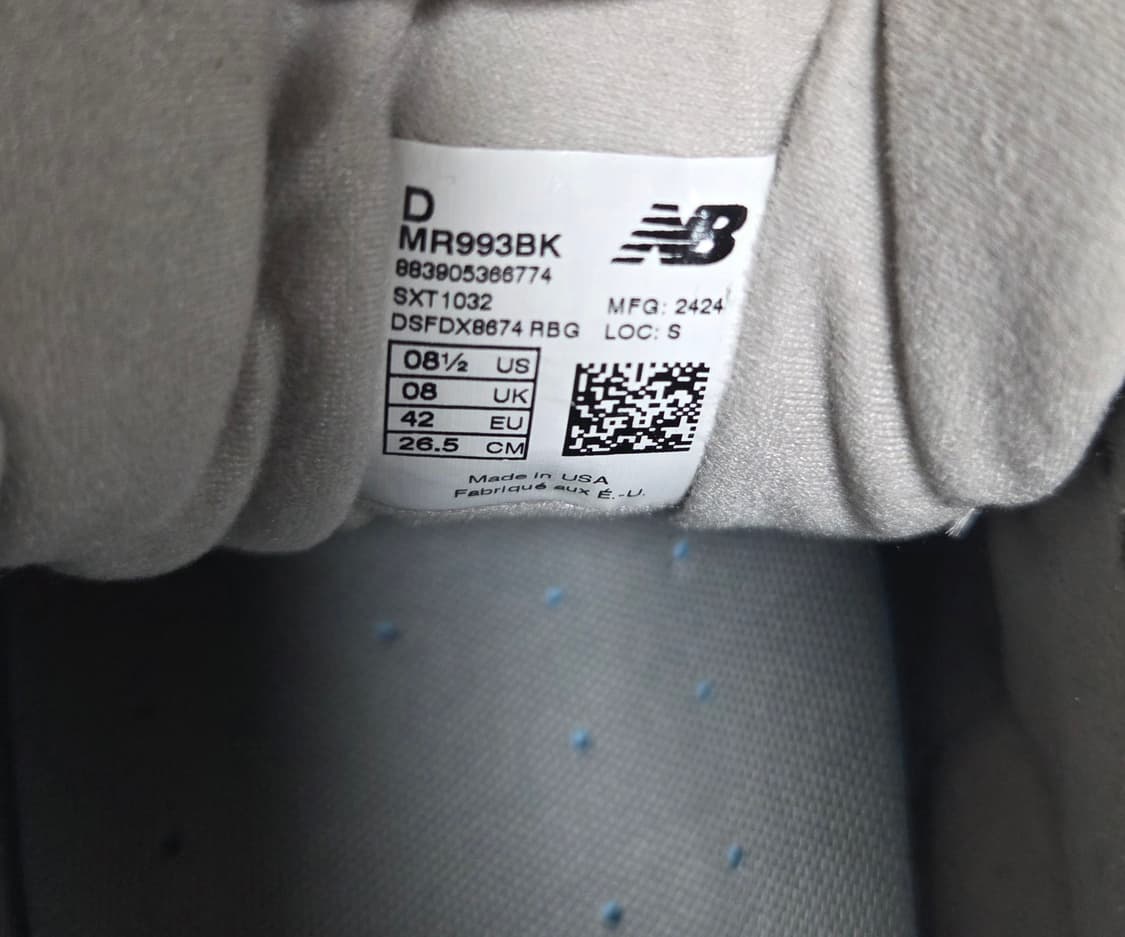 D
MR993BK
NB
883905366774
SXT1032
MFG: 2424
DSFDX8674 RBG
LOC: S
08½ US
08 UK
42 EU
26.5 CM
Made in USA
Fabriqué aux É.-U.